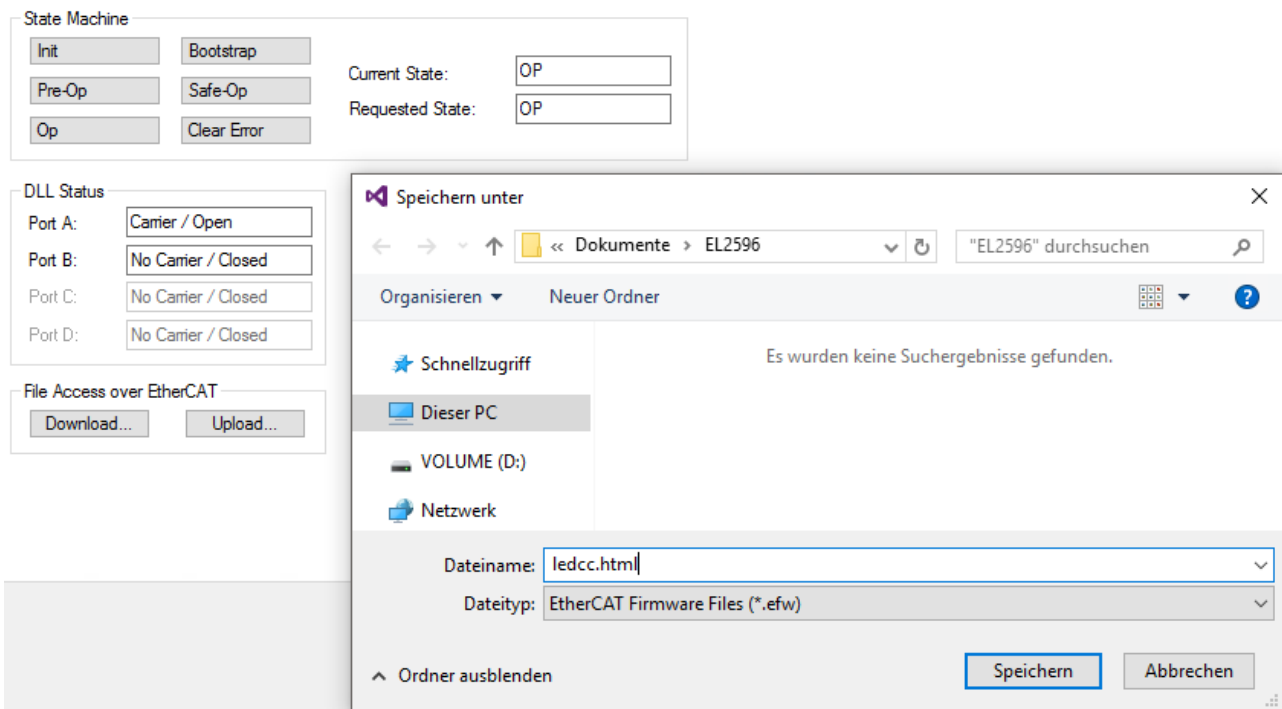 State Machine
Init
Bootstrap
Pre-Op
Safe-Op
Op
Clear Error
Current State:
OP
Requested State:
OP
DLL Status
Port A:
Carrier / Open
Port B:
No Carrier / Closed
Port C:
No Carrier / Closed
Port D:
No Carrier / Closed
File Access over EtherCAT
Download...
Upload...
Speichern unter
« Dokumente › EL2596
"EL2596" durchsuchen
Organisieren
Neuer Ordner
?
Schnellzugriff
Dieser PC
VOLUME (D:)
Netzwerk
Es wurden keine Suchergebnisse gefunden.
Dateiname:
ledcc.html
Dateityp:
EtherCAT Firmware Files (*.efw)
Ordner ausblenden
Speichern
Abbrechen